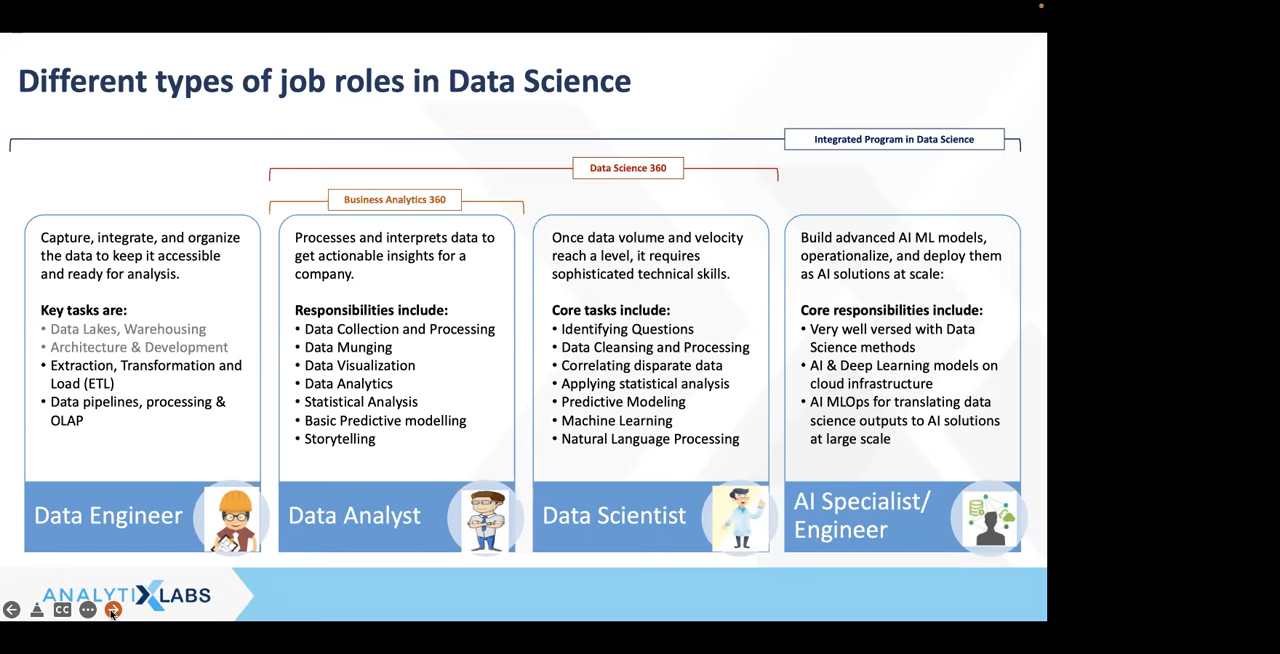 Different types of job roles in Data Science
Integrated Program in Data Science
Data Science 360
Business Analytics 360
Capture, integrate, and organize
the data to keep it accessible
and ready for analysis.
Key tasks are:
• Data Lakes, Warehousing
• Architecture & Development
• Extraction, Transformation and
Load (ETL)
• Data pipelines, processing &
OLAP
Data Engineer
Processes and interprets data to
get actionable insights for a
company.
Responsibilities include:
• Data Collection and Processing
• Data Munging
• Data Visualization
• Data Analytics
• Statistical Analysis
• Basic Predictive modelling
• Storytelling
Data Analyst
Once data volume and velocity
reach a level, it requires
sophisticated technical skills.
Core tasks include:
• Identifying Questions
• Data Cleansing and Processing
• Correlating disparate data
• Applying statistical analysis
• Predictive Modeling
• Machine Learning
• Natural Language Processing
Data Scientist
Build advanced AI ML models,
operationalize, and deploy them
as AI solutions at scale:
Core responsibilities include:
• Very well versed with Data
Science methods
• AI & Deep Learning models on
cloud infrastructure
• AI MLOps for translating data
science outputs to AI solutions
at large scale
AI Specialist/
Engineer
ANALYTIXLABS
CC